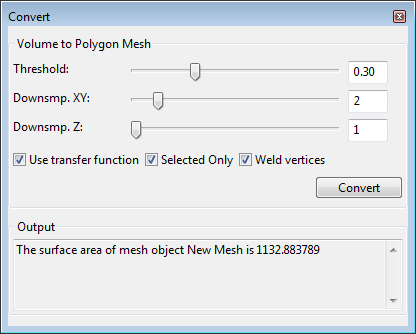 Convert
Volume to Polygon Mesh
Threshold: 0.30
Downsmp. XY: 2
Downsmp. Z: 1
Use transfer function Selected Only Weld vertices
Convert
Output
The surface area of mesh object New Mesh is 1132.883789